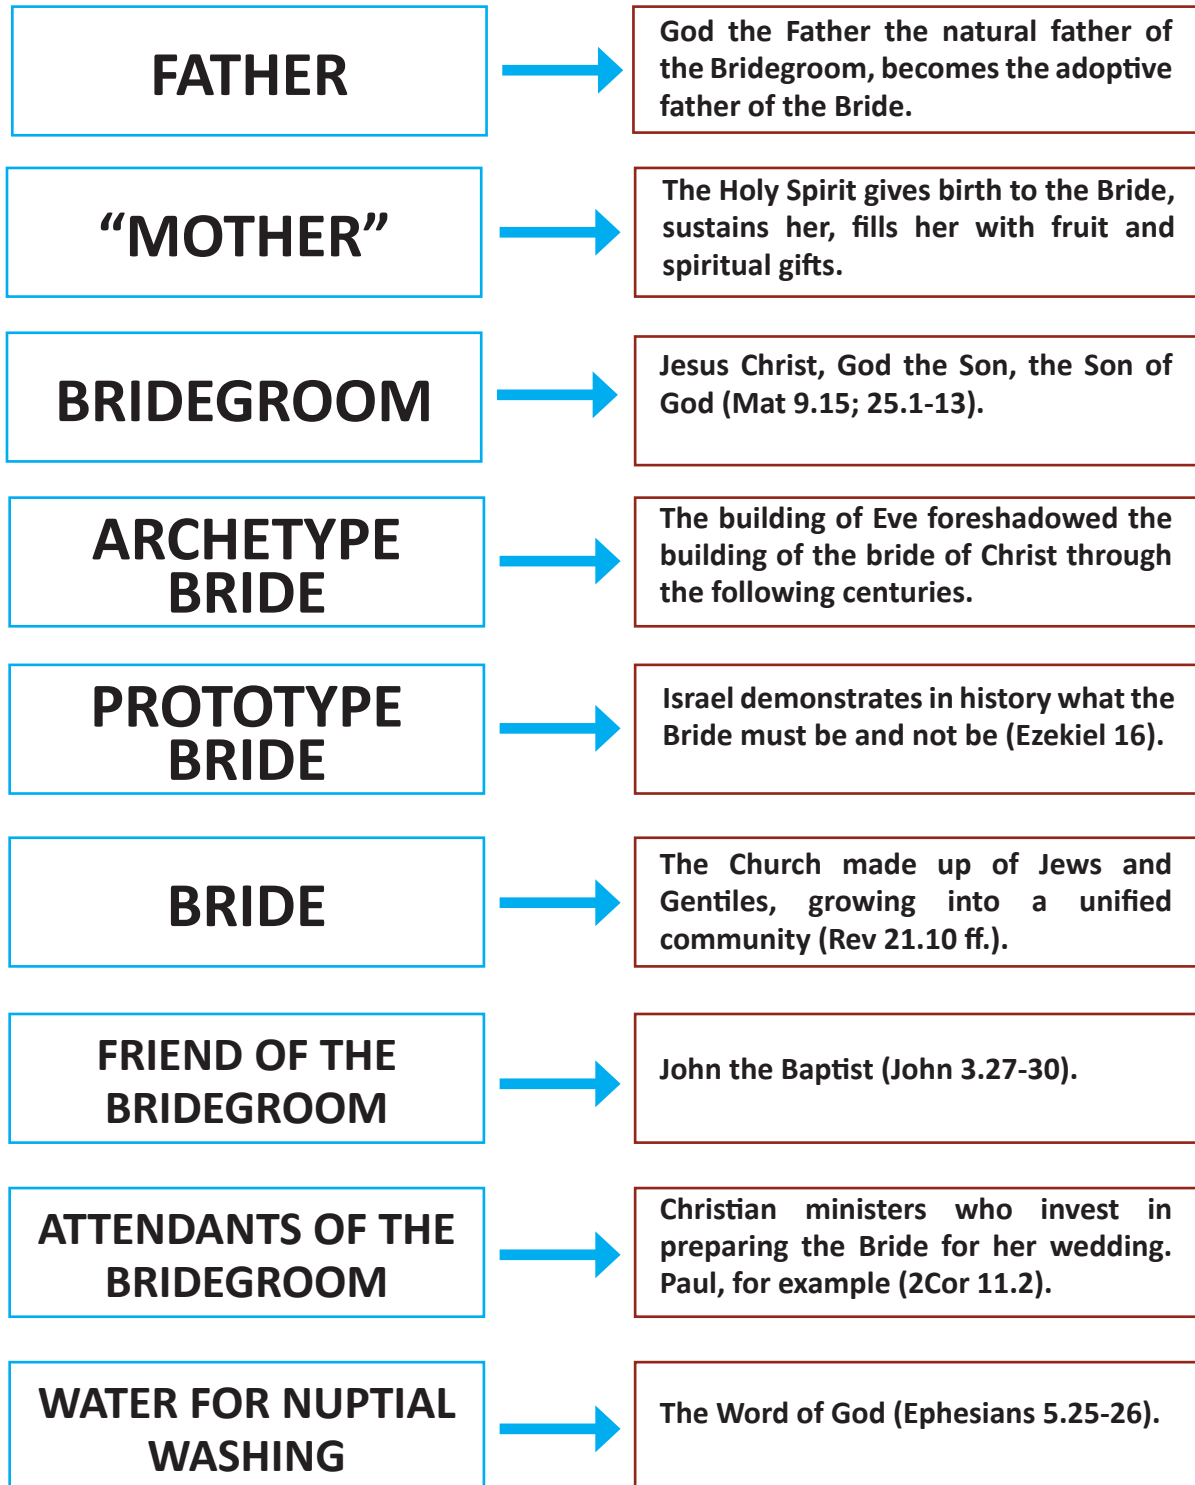 FATHER
God the Father the natural father of
the Bridegroom, becomes the adoptive
father of the Bride.
“MOTHER”
The Holy Spirit gives birth to the Bride,
sustains her, fills her with fruit and
spiritual gifts.
BRIDEGROOM
Jesus Christ, God the Son, the Son of
God (Mat 9.15; 25.1-13).
ARCHETYPE
BRIDE
The building of Eve foreshadowed the
building of the bride of Christ through
the following centuries.
PROTOTYPE
BRIDE
Israel demonstrates in history what the
Bride must be and not be (Ezekiel 16).
BRIDE
The Church made up of Jews and
Gentiles, growing into a unified
community (Rev 21.10 ff.).
FRIEND OF THE
BRIDEGROOM
John the Baptist (John 3.27-30).
ATTENDANTS OF THE
BRIDEGROOM
Christian ministers who invest in
preparing the Bride for her wedding.
Paul, for example (2Cor 11.2).
WATER FOR NUPTIAL
WASHING
The Word of God (Ephesians 5.25-26).